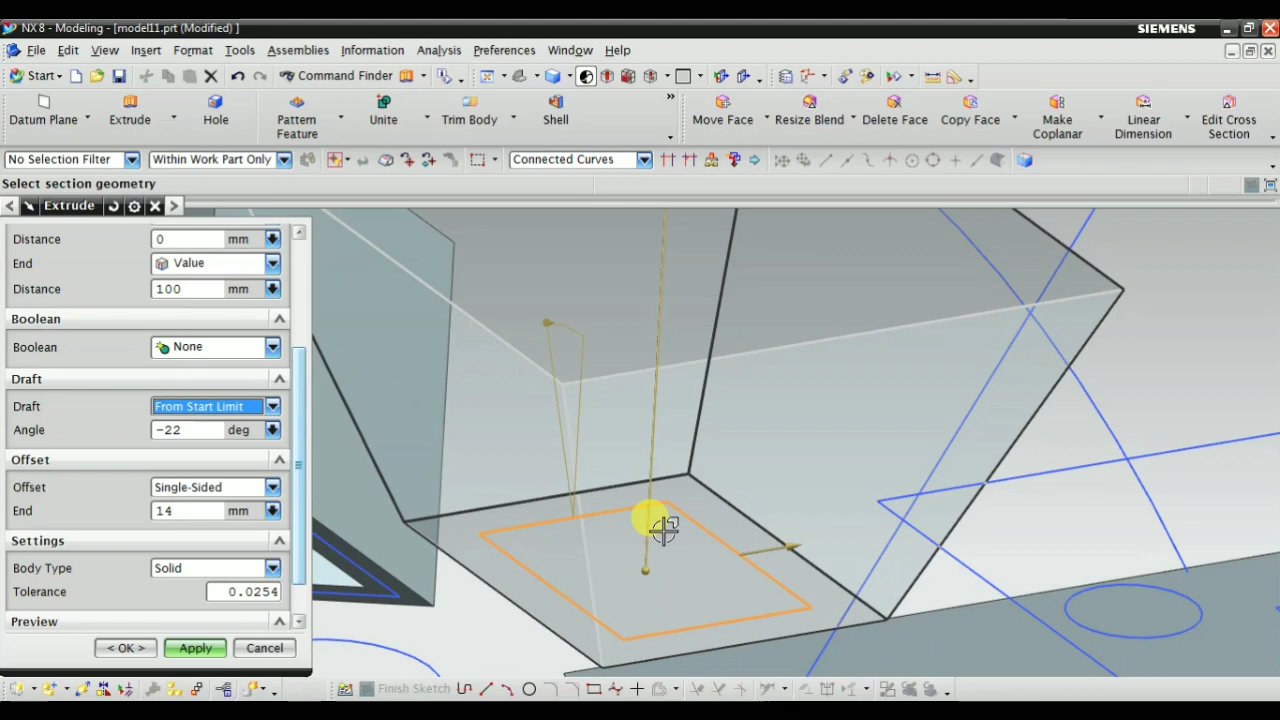 NX 8 - Modeling - [model11.prt (Modified) ]
SIEMENS
File Edit View Insert Format Tools Assemblies Information Analysis Preferences Window Help
Start Command Finder
Datum Plane Extrude Hole Pattern Feature Unite Trim Body Shell Move Face Resize Blend Delete Face Copy Face Make Coplanar Linear Dimension Edit Cross Section
No Selection Filter Within Work Part Only Connected Curves
Select section geometry
Extrude
Distance 0 mm
End Value
Distance 100 mm
Boolean
Boolean None
Draft
Draft From Start Limit
Angle -22 deg
Offset
Offset Single-Sided
End 14 mm
Settings
Body Type Solid
Tolerance 0.0254
Preview
< OK > Apply Cancel
Finish Sketch